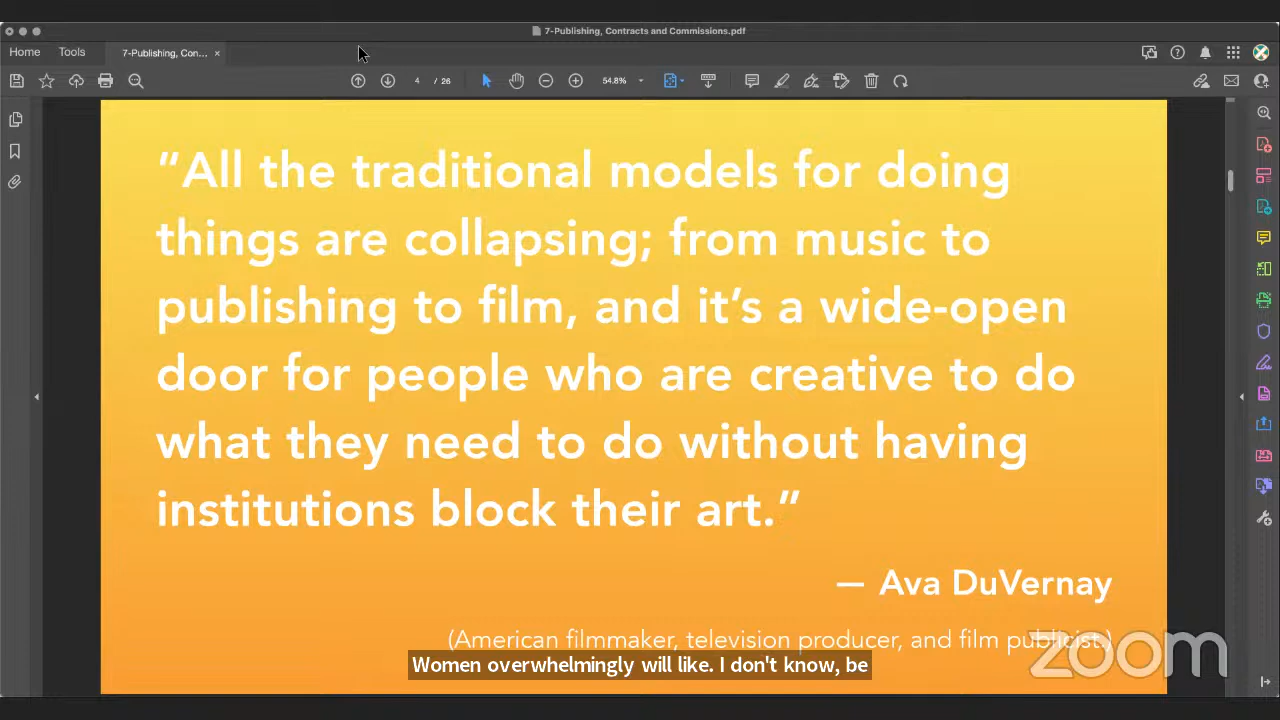 7-Publishing, Contracts and Commissions.pdf
Home Tools 7-Publishing, Con... ×
4 / 26 54.8%
“All the traditional models for doing
things are collapsing; from music to
publishing to film, and it’s a wide-open
door for people who are creative to do
what they need to do without having
institutions block their art.”
— Ava DuVernay
(American filmmaker, television producer, and film publicist.)
Women overwhelmingly will like. I don't know, be
zoom